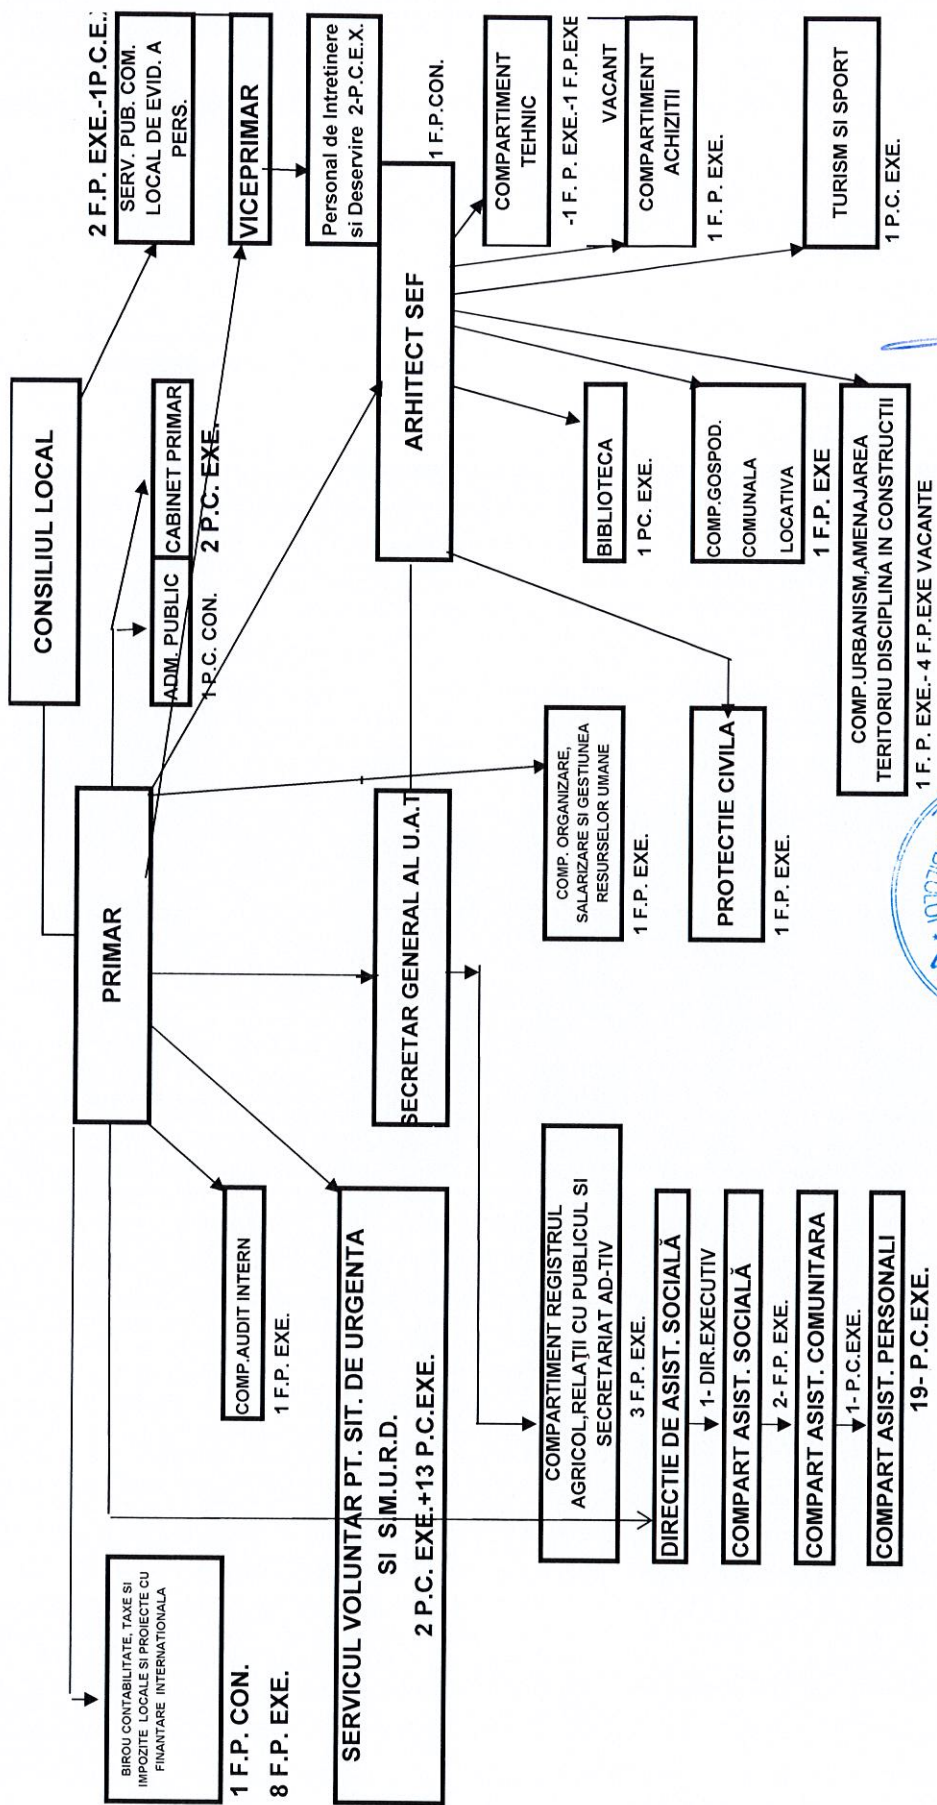 CONSILIUL LOCAL
2 F.P. EXE.-1P.C.E.
SERV. PUB. COM.
LOCAL DE EVID. A
PERS.
PRIMAR
ADM. PUBLIC
CABINET PRIMAR
1P.C. CON.
2 P.C. EXE.
VICEPRIMAR
Personal de Intretinere
si Deservire 2-P.C.E.X.
BIROU CONTABILITATE, TAXE SI
IMPOZITE LOCALE SI PROIECTE CU
FINANTARE INTERNATIONALA
1 F.P. CON.
8 F.P. EXE.
COMP.AUDIT INTERN
1 F.P. EXE.
SERVICUL VOLUNTAR PT. SIT. DE URGENTA
SI S.M.U.R.D.
2 P.C. EXE.+13 P.C.EXE.
SECRETAR GENERAL AL U.A.T
ARHITECT SEF
1 F.P.CON.
COMPARTIMENT REGISTRUL
AGRICOL,RELAŢII CU PUBLICUL SI
SECRETARIAT AD-TIV
3 F.P. EXE.
DIRECTIE DE ASIST. SOCIALĂ
1- DIR.EXECUTIV
COMPART ASIST. SOCIALĂ
2- F.P. EXE.
COMPART ASIST. COMUNITARA
1- P.C.EXE.
COMPART ASIST. PERSONALI
19- P.C.EXE.
COMP. ORGANIZARE,
SALARIZARE SI GESTIUNEA
RESURSELOR UMANE
1 F.P. EXE.
PROTECTIE CIVILA
1 F.P. EXE.
BIBLIOTECA
1 PC. EXE.
COMP.GOSPOD.
COMUNALA
LOCATIVA
1 F.P. EXE
COMP.URBANISM,AMENAJAREA
TERITORIU DISCIPLINA IN CONSTRUCTII
1 F. P. EXE.- 4 F.P.EXE VACANTE
COMPARTIMENT
TEHNIC
-1 F. P. EXE.-1 F.P.EXE
VACANT
COMPARTIMENT
ACHIZITII
1 F. P. EXE.
TURISM SI SPORT
1 P.C. EXE.